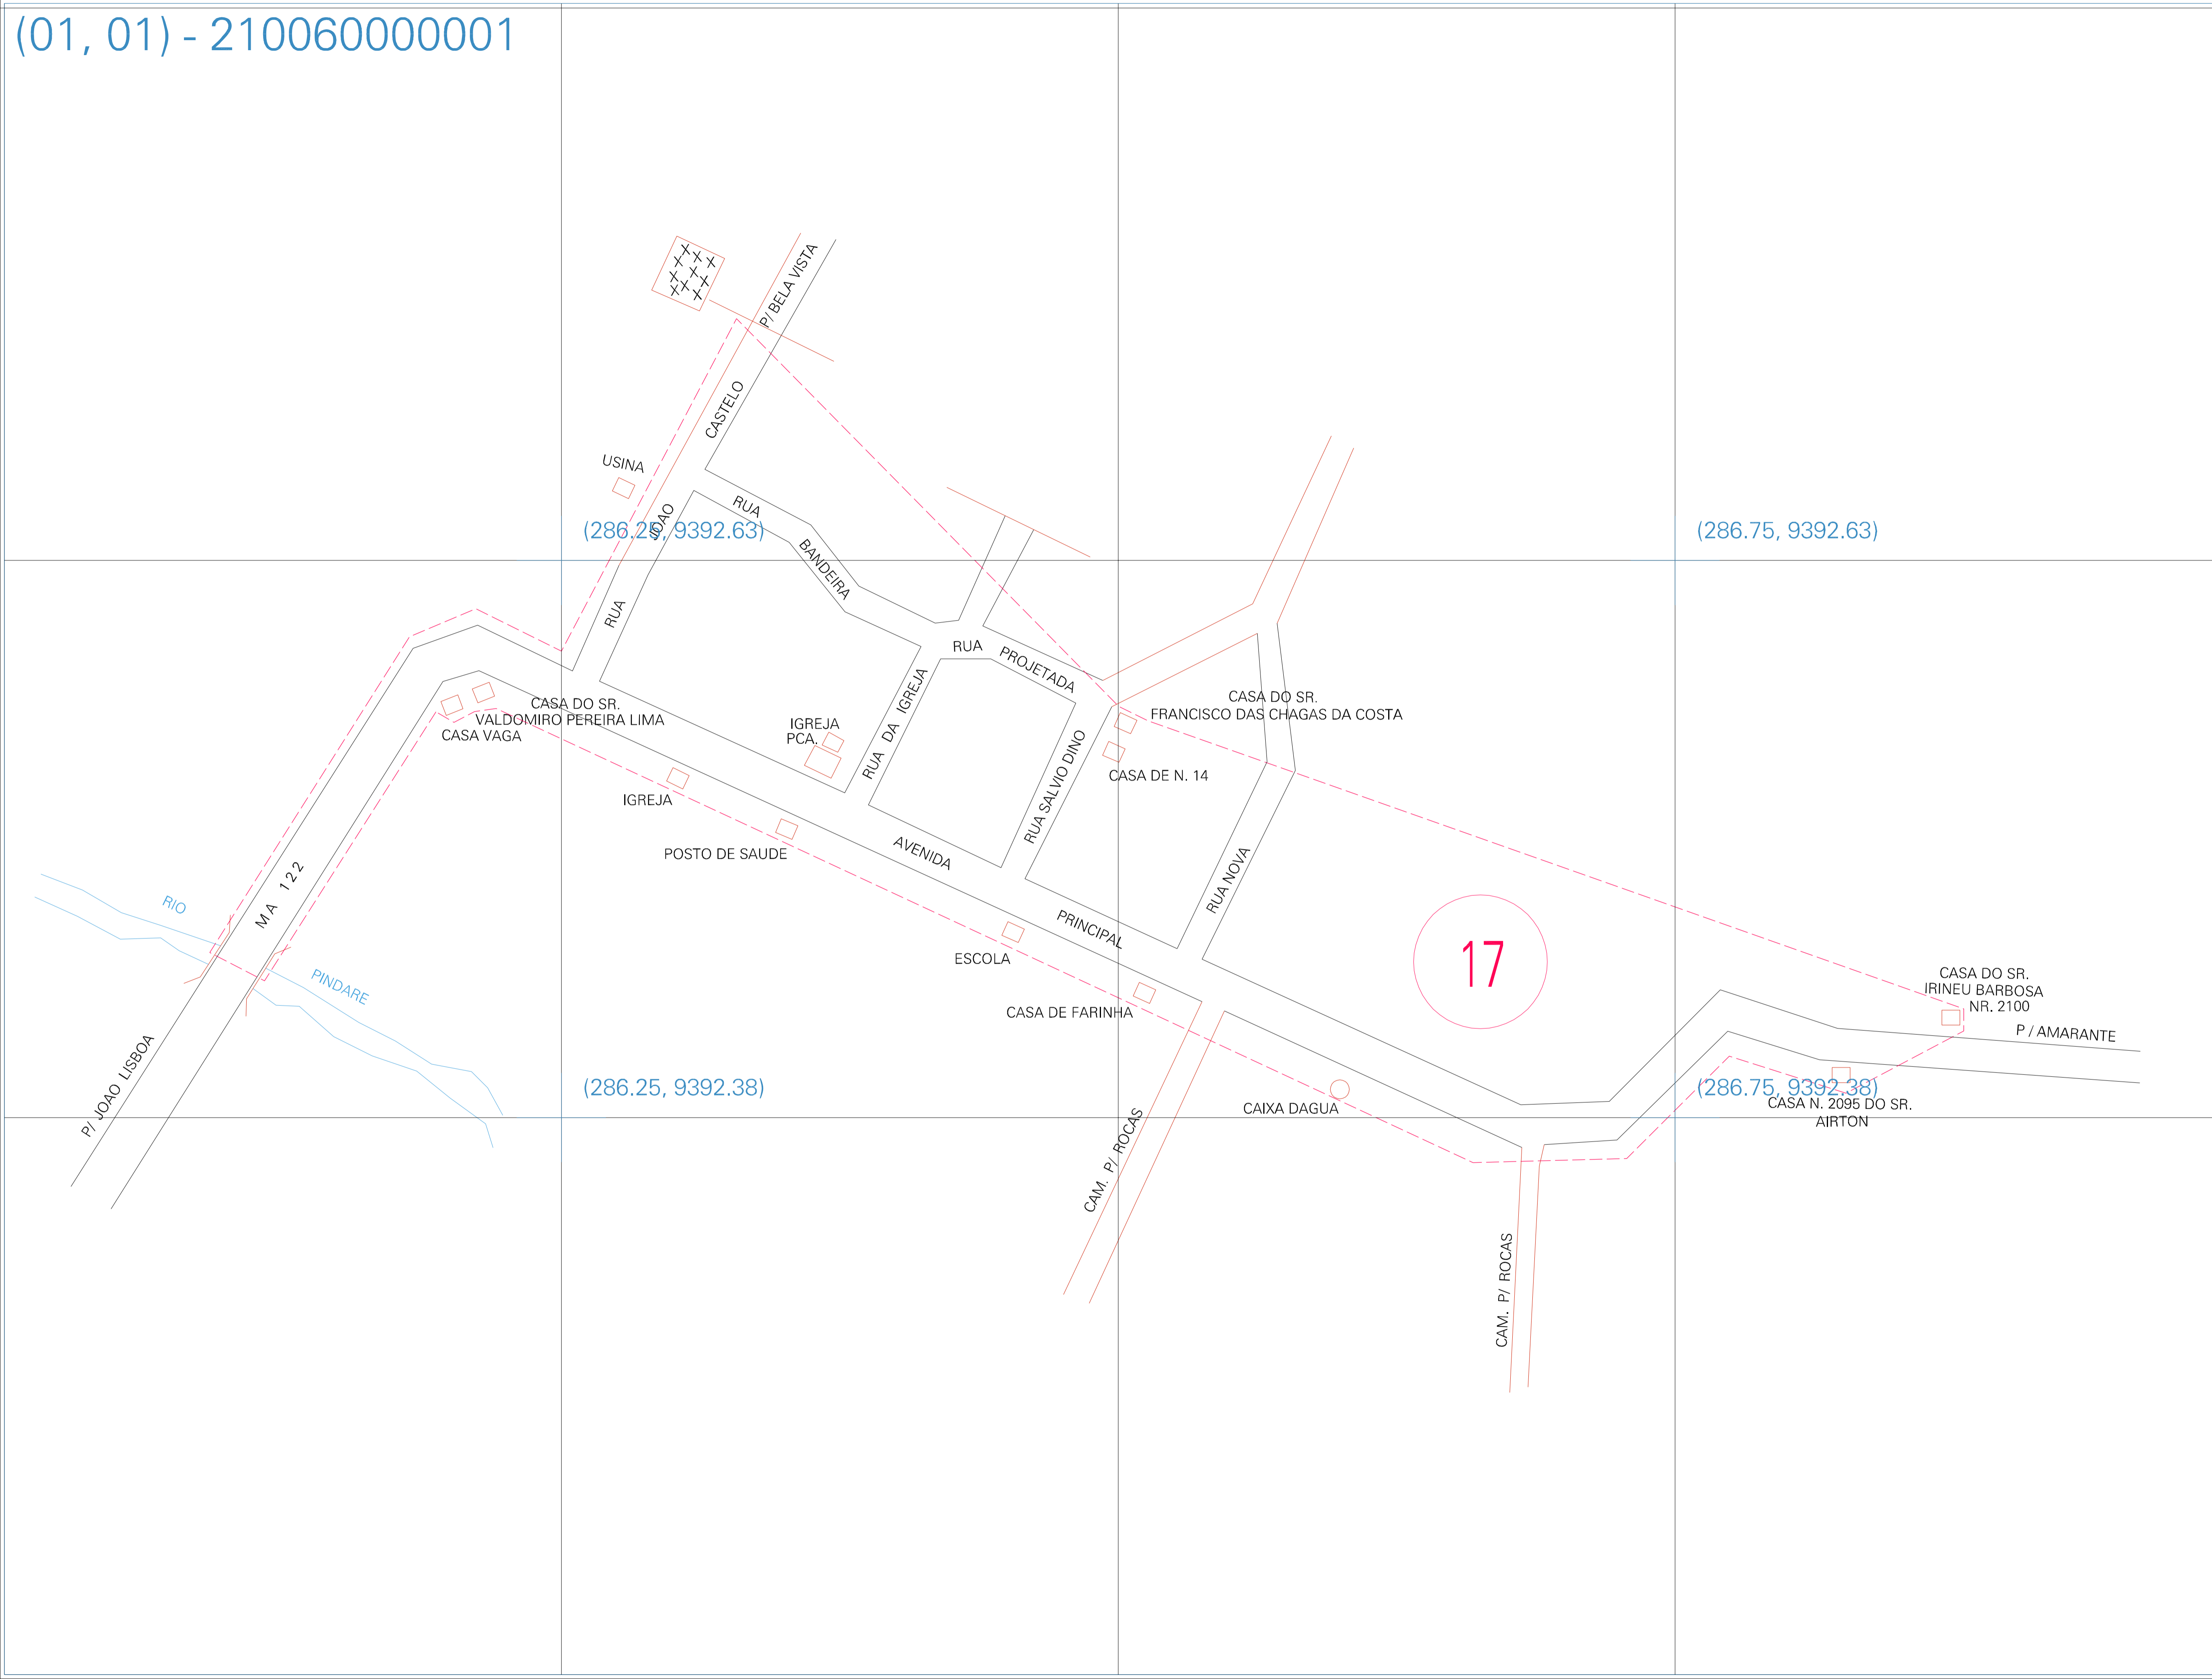 (01, 01) - 210060000001
P/ BELA VISTA
CASTELO
USINA
RUA
JOAO
(286.25, 9392.63)
(286.75, 9392.63)
BANDEIRA
RUA
RUA
PROJETADA
CASA DO SR.
VALDOMIRO PEREIRA LIMA
CASA VAGA
IGREJA
PCA.
RUA DA IGREJA
CASA DO SR.
FRANCISCO DAS CHAGAS DA COSTA
CASA DE N. 14
RUA SALVIO DINO
IGREJA
POSTO DE SAUDE
AVENIDA
RUA NOVA
MA 122
RIO
PINDARE
PRINCIPAL
ESCOLA
17
CASA DO SR.
IRINEU BARBOSA
NR. 2100
CASA DE FARINHA
P / AMARANTE
P/ JOAO LISBOA
(286.25, 9392.38)
(286.75, 9392.38)
CAIXA DAGUA
CASA N. 2095 DO SR.
AIRTON
CAM. P/ ROCAS
CAM. P/ ROCAS